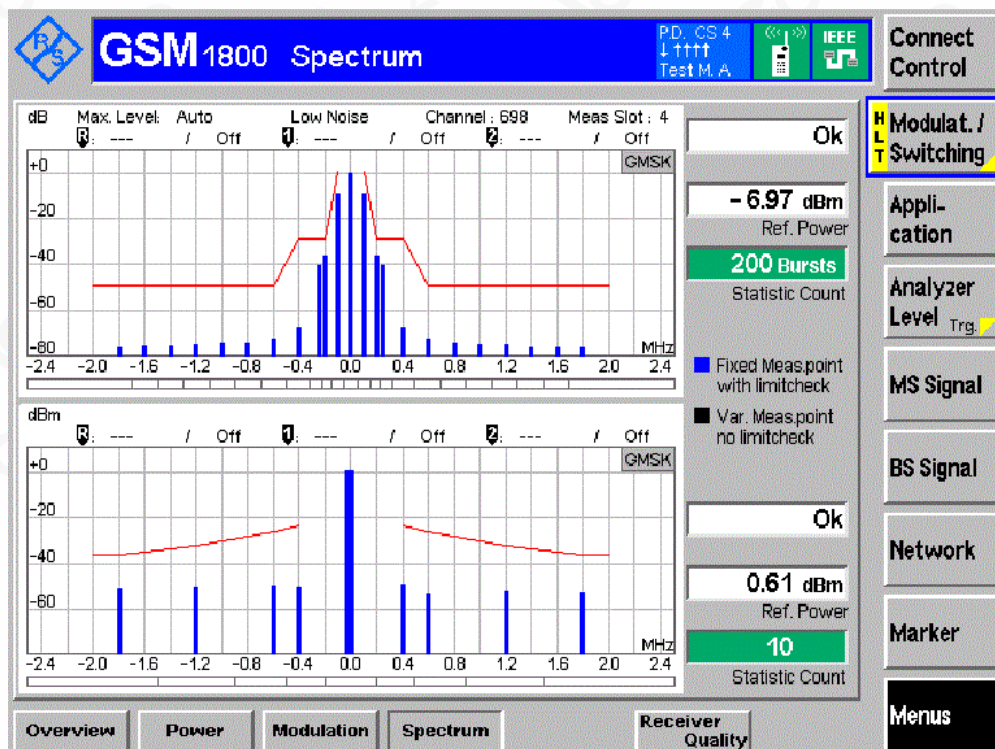 R/S
GSM 1800 Spectrum
P.D. CS 4
↓ ↑↑↑↑
Test M. A
IEEE
Connect
Control
H
L
T
Modulat. /
Switching
Appli-
cation
Analyzer
Level Trg.
MS Signal
BS Signal
Network
Marker
Menus
dB Max. Level: Auto Low Noise Channel : 698 Meas Slot : 4
R: --- / Off 1: --- / Off 2: --- / Off
GMSK
+0
-20
-40
-60
-80
MHz
-2.4 -2.0 -1.6 -1.2 -0.8 -0.4 0.0 0.4 0.8 1.2 1.6 2.0 2.4
Ok
- 6.97 dBm
Ref. Power
200 Bursts
Statistic Count
Fixed Meas.point
with limitcheck
Var. Meas.point
no limitcheck
dBm
R: --- / Off 1: --- / Off 2: --- / Off
GMSK
+0
-20
-40
-60
MHz
-2.4 -2.0 -1.6 -1.2 -0.8 -0.4 0.0 0.4 0.8 1.2 1.6 2.0 2.4
Ok
0.61 dBm
Ref. Power
10
Statistic Count
Overview Power Modulation Spectrum Receiver
Quality